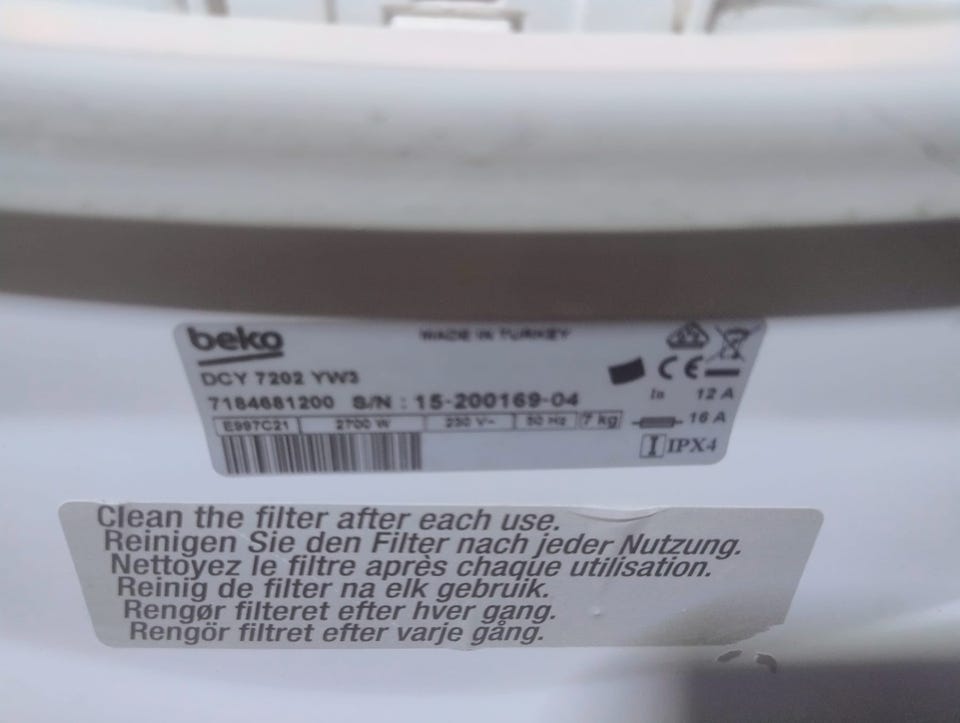 beko
MADE IN TURKEY
DCY 7202 YW3
7184681200 S/N : 15-200169-04
In 12 A
E997C21 2700 W 230 V~ 50 Hz 7 kg 16 A
IPX4
Clean the filter after each use.
Reinigen Sie den Filter nach jeder Nutzung.
Nettoyez le filtre après chaque utilisation.
Reinig de filter na elk gebruik.
Rengør filteret efter hver gang.
Rengör filtret efter varje gång.